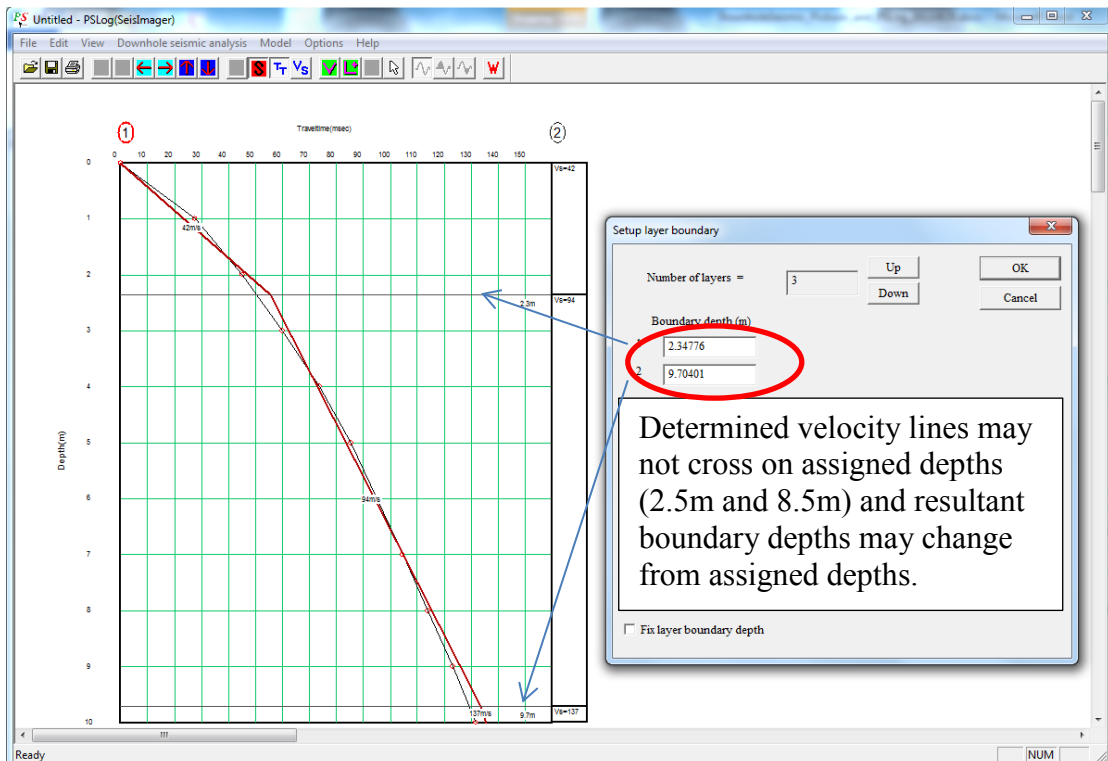 Untitled - PSLog(SeisImager)
File Edit View Downhole seismic analysis Model Options Help
S TT Vs L W
1 Traveltime(msec) 2
0 10 20 30 40 50 60 70 80 90 100 110 120 130 140 150
0
1
2
3
4
5
6
7
8
9
10
Depth(m)
42m/s
94m/s
137m/s
2.3m
9.7m
Vs=42
Vs=94
Vs=137
Setup layer boundary
Number of layers = 3 Up OK
Down Cancel
Boundary depth (m)
2.34776
2 9.70401
Determined velocity lines may
not cross on assigned depths
(2.5m and 8.5m) and resultant
boundary depths may change
from assigned depths.
Fix layer boundary depth
Ready NUM